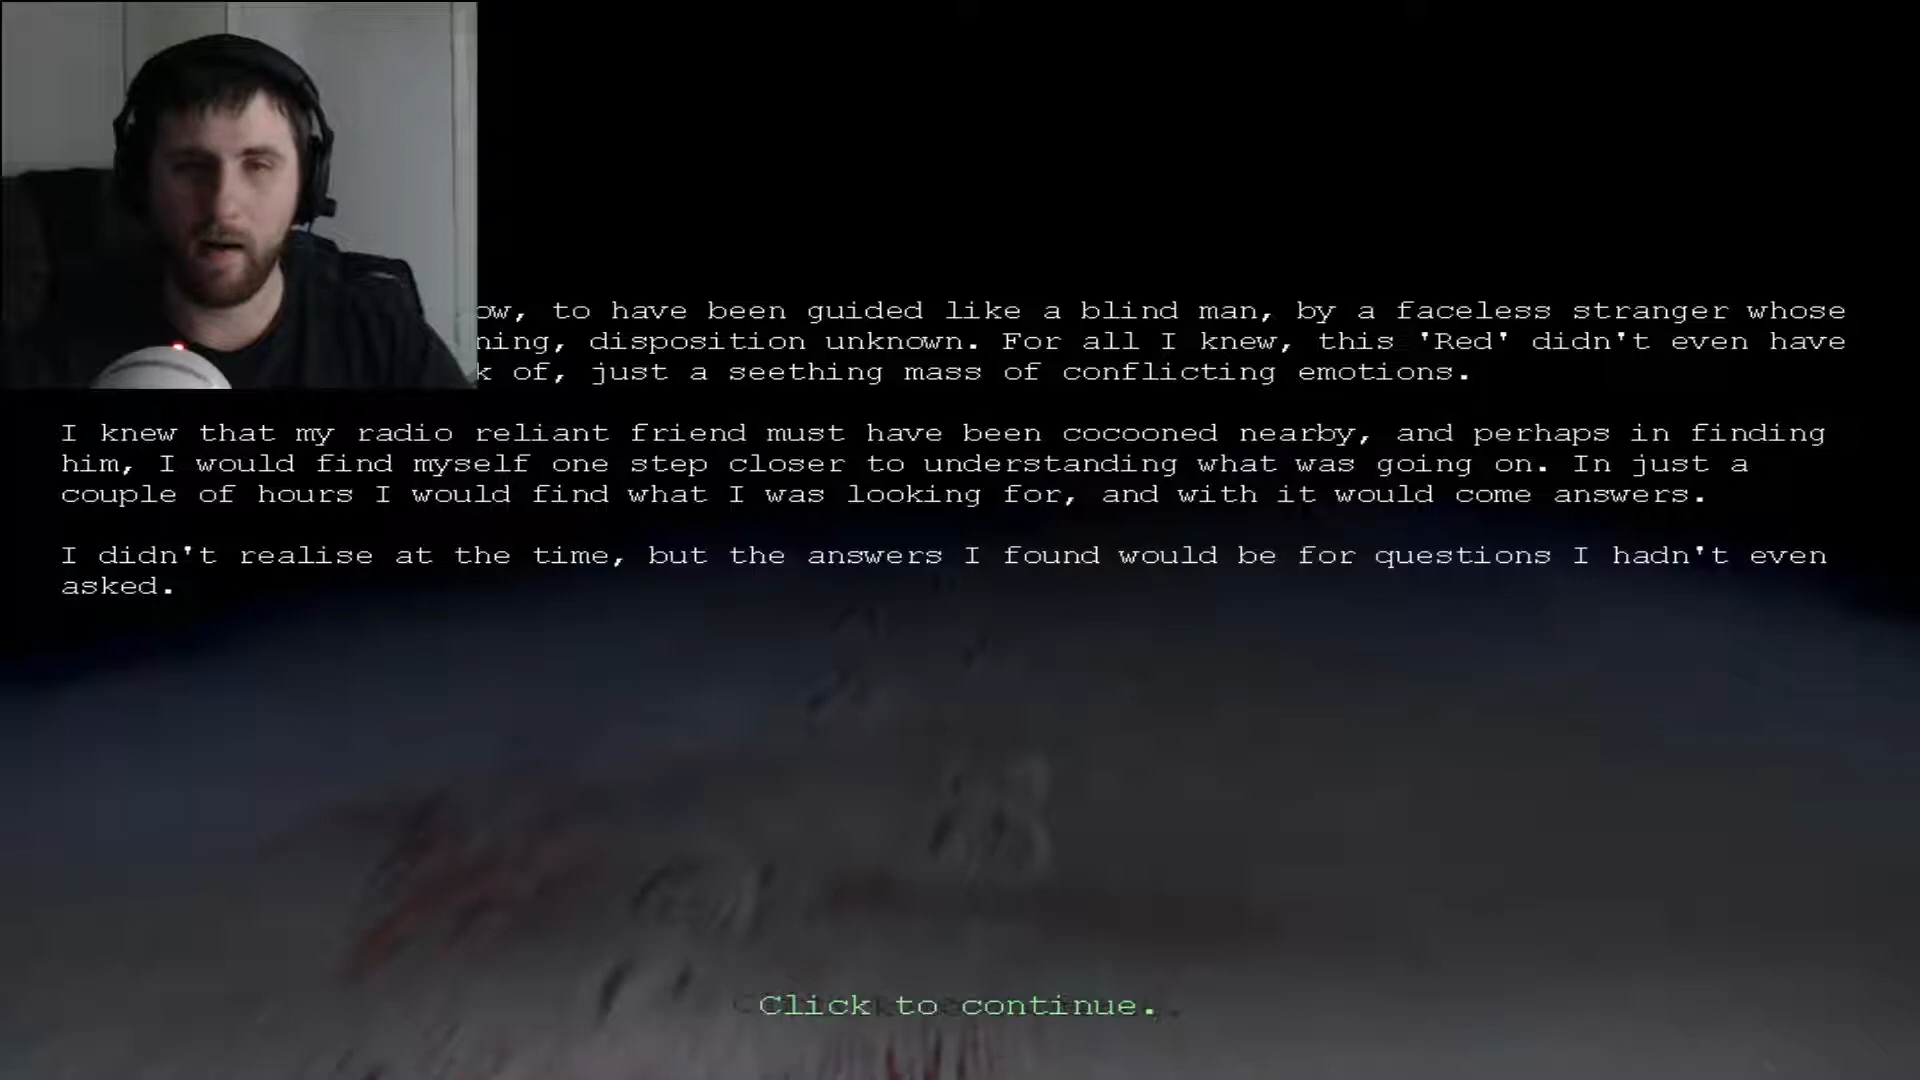 to have been guided like a blind man, by a faceless stranger whose
disposition unknown. For all I knew, this 'Red' didn't even have
of, just a seething mass of conflicting emotions.
I knew that my radio reliant friend must have been cocooned nearby, and perhaps in finding
him, I would find myself one step closer to understanding what was going on. In just a
couple of hours I would find what I was looking for, and with it would come answers.
I didn't realise at the time, but the answers I found would be for questions I hadn't even
asked.
Click to continue.